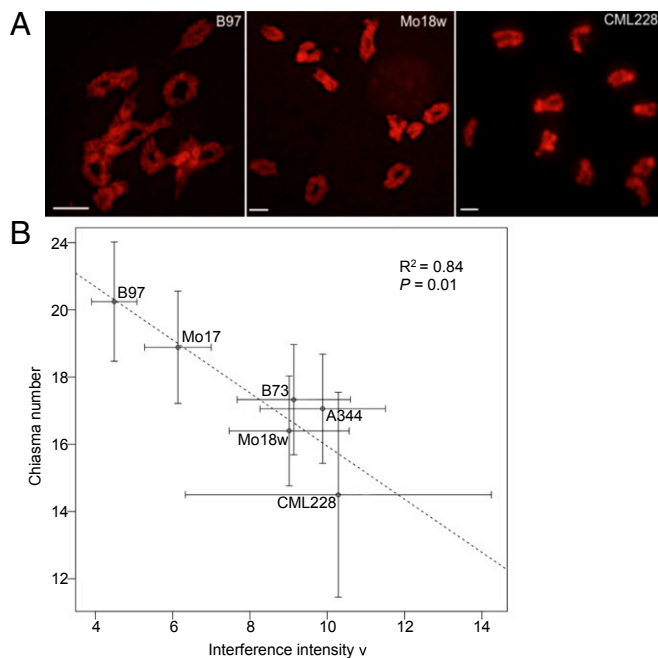 A
B97
Mo18w
CML228
B
24
20
18
16
14
12
Chiasma number
R² = 0.84
P = 0.01
B97
Mo17
B73
A344
Mo18w
CML228
4
6
8
10
12
14
Interference intensity v